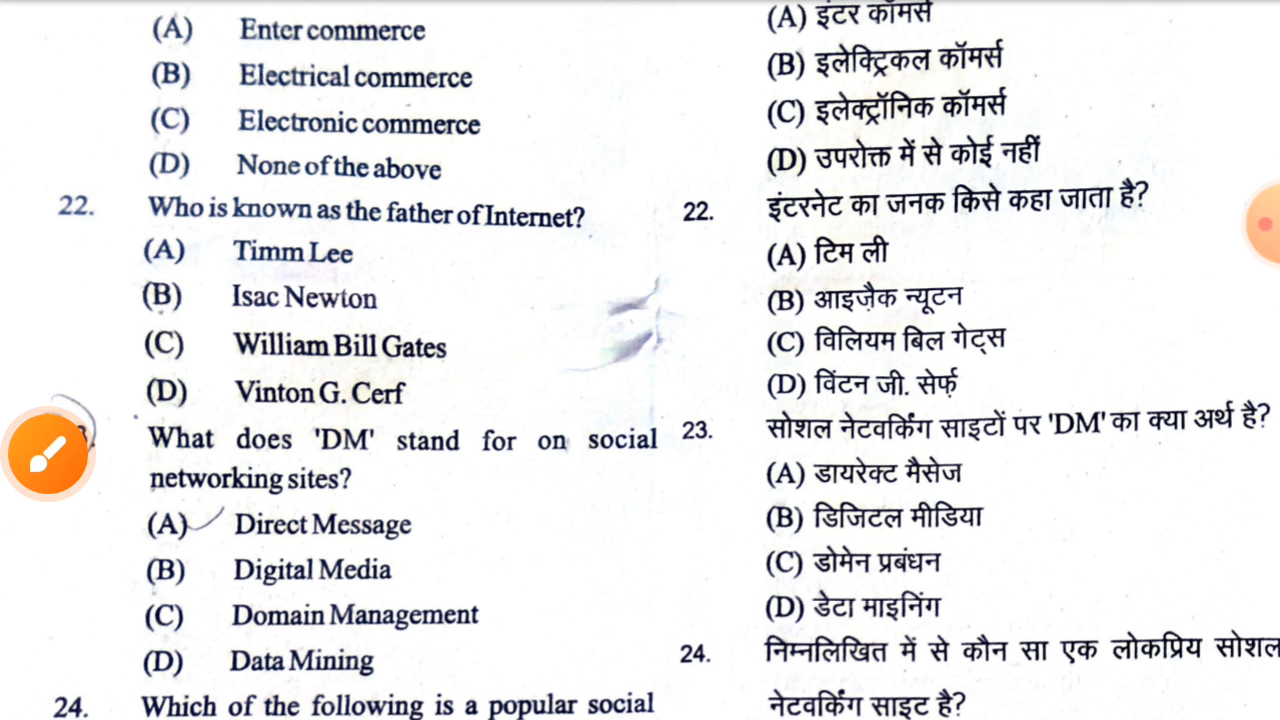 (A) Enter commerce
(B) Electrical commerce
(C) Electronic commerce
(D) None of the above
22. Who is known as the father of Internet?
(A) Timm Lee
(B) Isac Newton
(C) William Bill Gates
(D) Vinton G. Cerf
What does 'DM' stand for on social
networking sites?
(A) Direct Message
(B) Digital Media
(C) Domain Management
(D) Data Mining
24. Which of the following is a popular social
(A) इंटर कॉमर्स
(B) इलेक्ट्रिकल कॉमर्स
(C) इलेक्ट्रॉनिक कॉमर्स
(D) उपरोक्त में से कोई नहीं
22. इंटरनेट का जनक किसे कहा जाता है?
(A) टिम ली
(B) आइज़ैक न्यूटन
(C) विलियम बिल गेट्स
(D) विंटन जी. सेर्फ़
23. सोशल नेटवर्किंग साइटों पर 'DM' का क्या अर्थ है?
(A) डायरेक्ट मैसेज
(B) डिजिटल मीडिया
(C) डोमेन प्रबंधन
(D) डेटा माइनिंग
24. निम्नलिखित में से कौन सा एक लोकप्रिय सोशल
नेटवर्किंग साइट है?